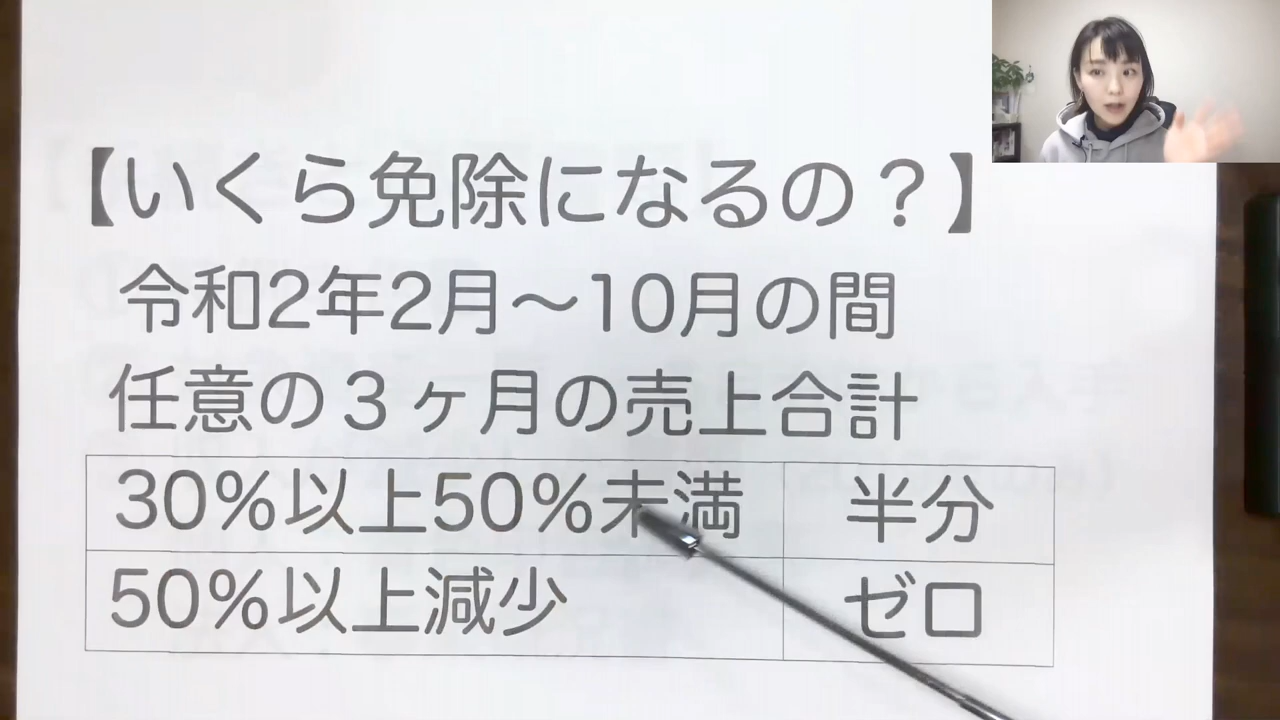 【いくら免除になるの？】
令和2年2月〜10月の間
任意の３ヶ月の売上合計
30%以上50%未満 半分
50%以上減少 ゼロ